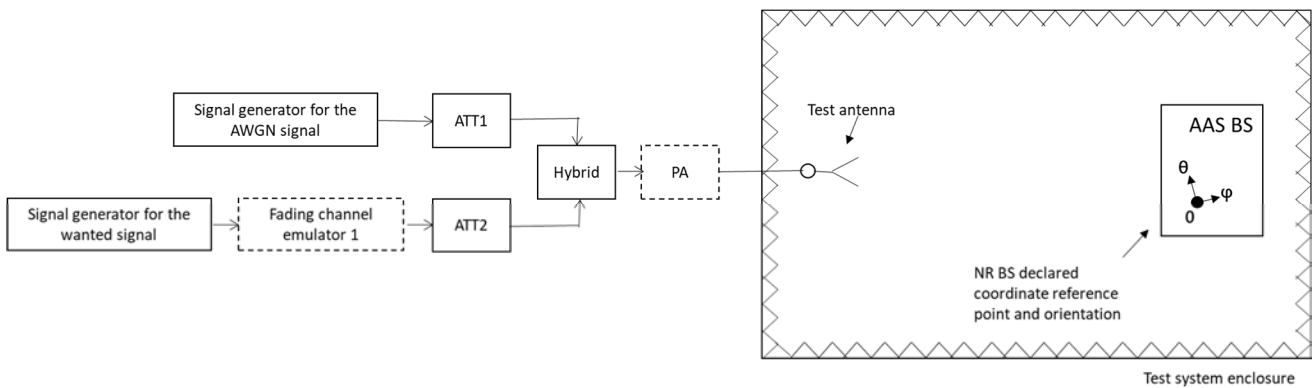 Signal generator for the
AWGN signal
ATT1
Test antenna
AAS BS
Hybrid
PA
θ
φ
0
Signal generator for the
wanted signal
Fading channel
emulator 1
ATT2
NR BS declared
coordinate reference
point and orientation
Test system enclosure